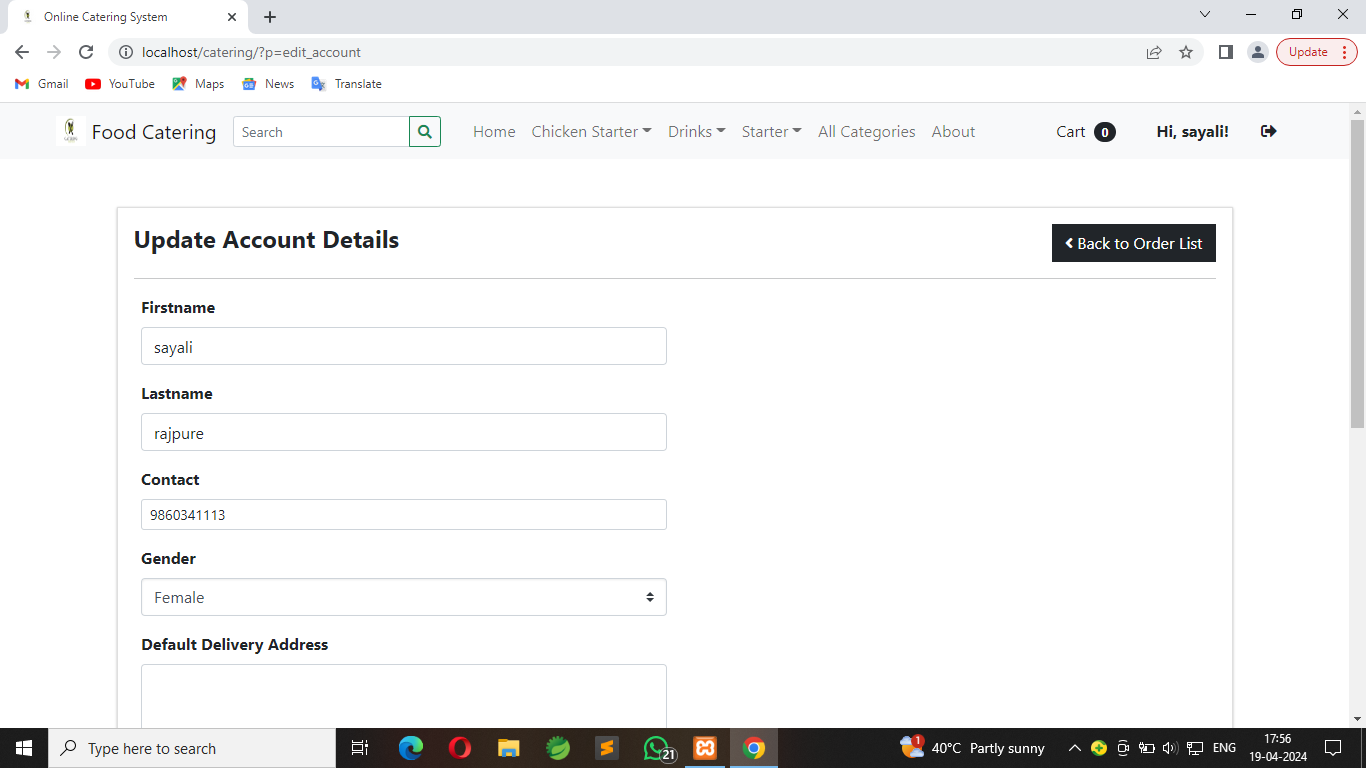 Online Catering System
localhost/catering/?p=edit_account
Update
Gmail
YouTube
Maps
News
Translate
Food Catering
Search
Home
Chicken Starter
Drinks
Starter
All Categories
About
Cart
0
Hi, sayali!
Update Account Details
Back to Order List
Firstname
sayali
Lastname
rajpure
Contact
9860341113
Gender
Female
Default Delivery Address
Type here to search
21
1
40°C Partly sunny
ENG
17:56
19-04-2024